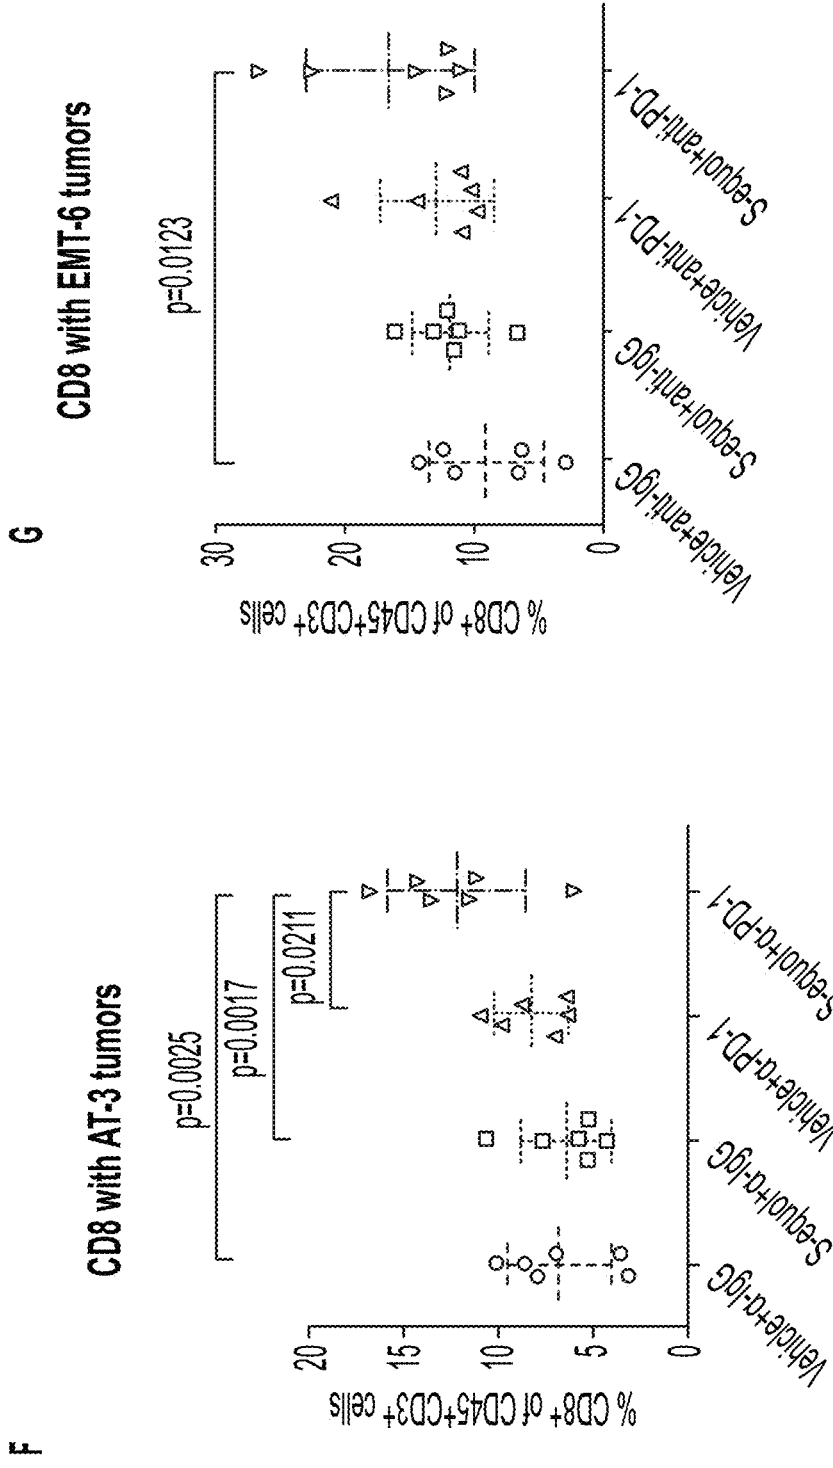 F
CD8 with AT-3 tumors
p=0.0025
p=0.0017
p=0.0211
% CD8⁺ of CD45⁺CD3⁺ cells
20
15
10
5
0
Vehicle+α-IgG
S-equol+α-IgG
Vehicle+α-PD-1
S-equol+α-PD-1
G
CD8 with EMT-6 tumors
p=0.0123
% CD8⁺ of CD45⁺CD3⁺ cells
30
20
10
0
Vehicle+anti-IgG
S-equol+anti-IgG
Vehicle+anti-PD-1
S-equol+anti-PD-1